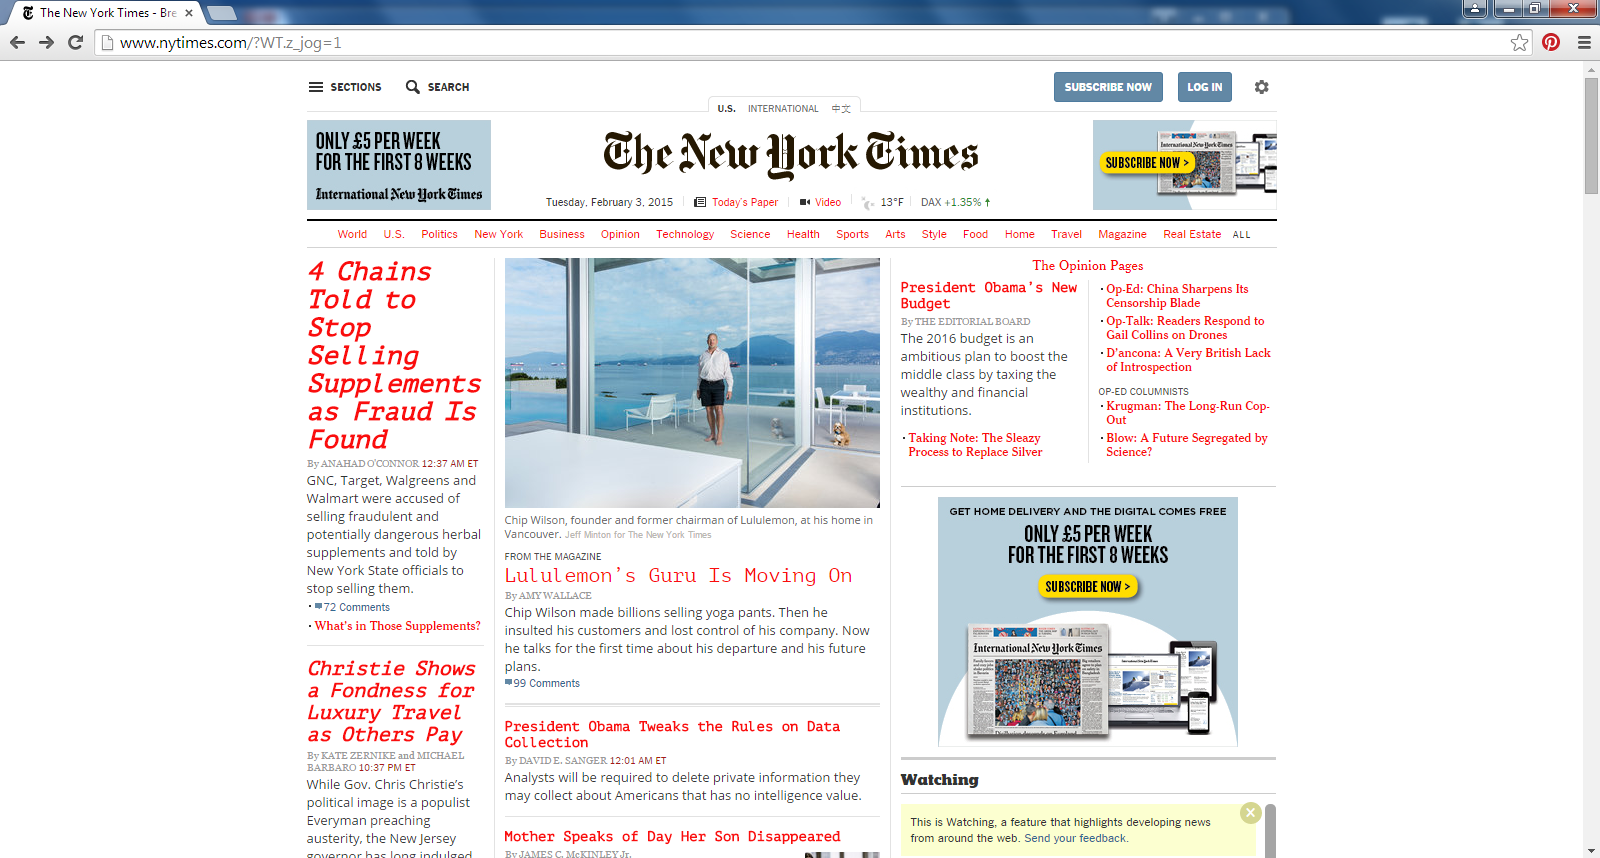 The New York Times - Bre
www.nytimes.com/?WT.z_jog=1
SECTIONS
SEARCH
SUBSCRIBE NOW
LOG IN
U.S.
INTERNATIONAL
中文
ONLY £5 PER WEEK
FOR THE FIRST 8 WEEKS
International New York Times
The New York Times
International New York Times
SUBSCRIBE NOW >
Tuesday, February 3, 2015
Today's Paper
Video
13°F
DAX +1.35%
World
U.S.
Politics
New York
Business
Opinion
Technology
Science
Health
Sports
Arts
Style
Food
Home
Travel
Magazine
Real Estate
ALL
4 Chains
Told to
Stop
Selling
Supplements
as Fraud Is
Found
By ANAHAD O'CONNOR 12:37 AM ET
GNC, Target, Walgreens and
Walmart were accused of
selling fraudulent and
potentially dangerous herbal
supplements and told by
New York State officials to
stop selling them.
72 Comments
What's in Those Supplements?
Christie Shows
a Fondness for
Luxury Travel
as Others Pay
By KATE ZERNIKE and MICHAEL
BARBARO 10:37 PM ET
While Gov. Chris Christie's
political image is a populist
Everyman preaching
austerity, the New Jersey
governor has long indulged
Chip Wilson, founder and former chairman of Lululemon, at his home in
Vancouver. Jeff Minton for The New York Times
FROM THE MAGAZINE
Lululemon's Guru Is Moving On
By AMY WALLACE
Chip Wilson made billions selling yoga pants. Then he
insulted his customers and lost control of his company. Now
he talks for the first time about his departure and his future
plans.
99 Comments
President Obama Tweaks the Rules on Data
Collection
By DAVID E. SANGER 12:01 AM ET
Analysts will be required to delete private information they
may collect about Americans that has no intelligence value.
Mother Speaks of Day Her Son Disappeared
By JAMES C. McKINLEY Jr.
The Opinion Pages
President Obama's New
Budget
By THE EDITORIAL BOARD
The 2016 budget is an
ambitious plan to boost the
middle class by taxing the
wealthy and financial
institutions.
Taking Note: The Sleazy
Process to Replace Silver
Op-Ed: China Sharpens Its
Censorship Blade
Op-Talk: Readers Respond to
Gail Collins on Drones
D'ancona: A Very British Lack
of Introspection
OP-ED COLUMNISTS
Krugman: The Long-Run Cop-
Out
Blow: A Future Segregated by
Science?
GET HOME DELIVERY AND THE DIGITAL COMES FREE
ONLY £5 PER WEEK
FOR THE FIRST 8 WEEKS
SUBSCRIBE NOW >
International New York Times
Watching
This is Watching, a feature that highlights developing news
from around the web. Send your feedback.